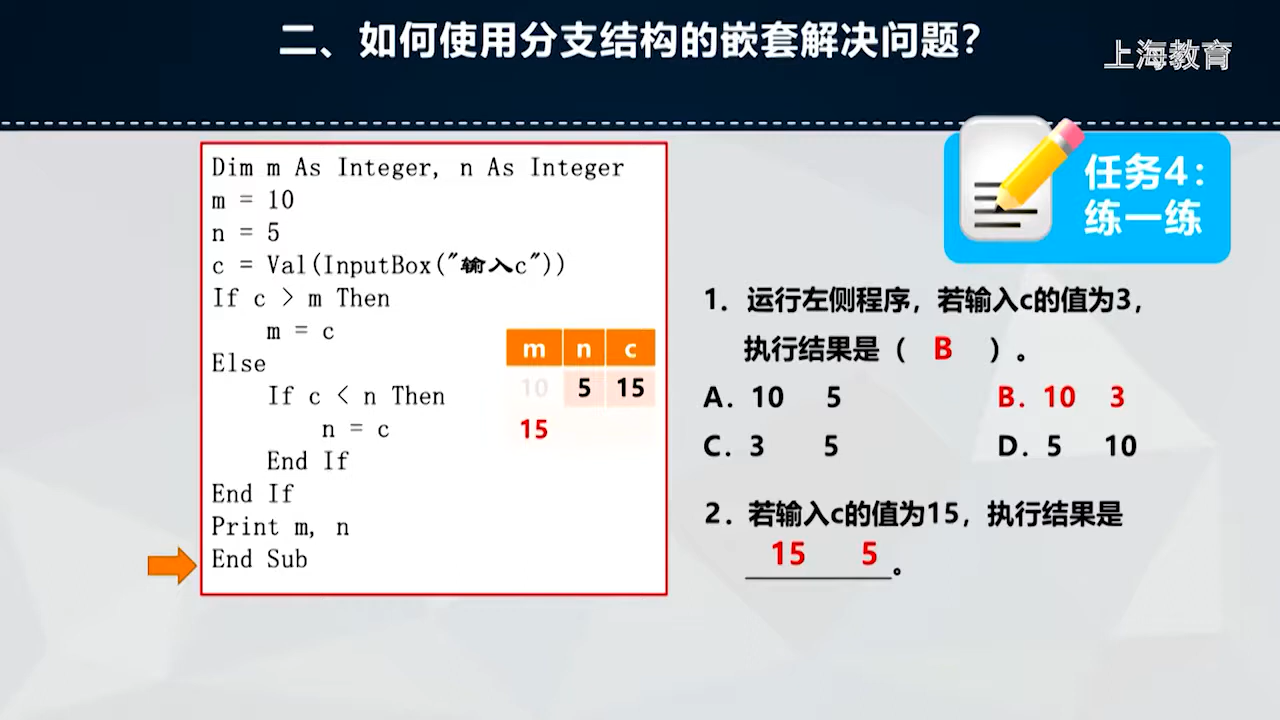 二、如何使用分支结构的嵌套解决问题？
上海教育
任务4：
练一练
Dim m As Integer, n As Integer
m = 10
n = 5
c = Val(InputBox("输入c"))
If c > m Then
m = c
Else
If c < n Then
n = c
End If
End If
Print m, n
End Sub
m n c
10 5 15
15
1. 运行左侧程序，若输入c的值为3，
执行结果是（ B ）。
A. 10 5 B. 10 3
C. 3 5 D. 5 10
2. 若输入c的值为15，执行结果是
15 5 。